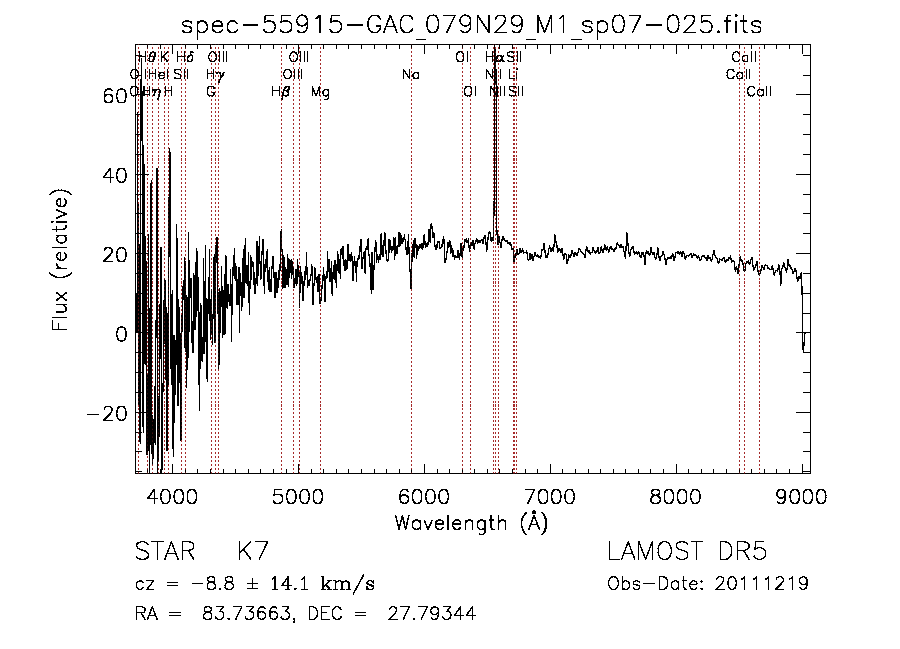 spec-55915-GAC_079N29_M1_sp07-025.fits
Hθ K Hδ OIII OIII OI Hα SII CaII
HeI SII Hγ OIII Na NII Li CaII
Hη H G Hβ Mg OI NII SII CaII
60
40
20
0
-20
Flux (relative)
4000 5000 6000 7000 8000 9000
Wavelength (Å)
STAR K7 LAMOST DR5
cz = -8.8 ± 14.1 km/s Obs-Date: 20111219
RA = 83.73663, DEC = 27.79344